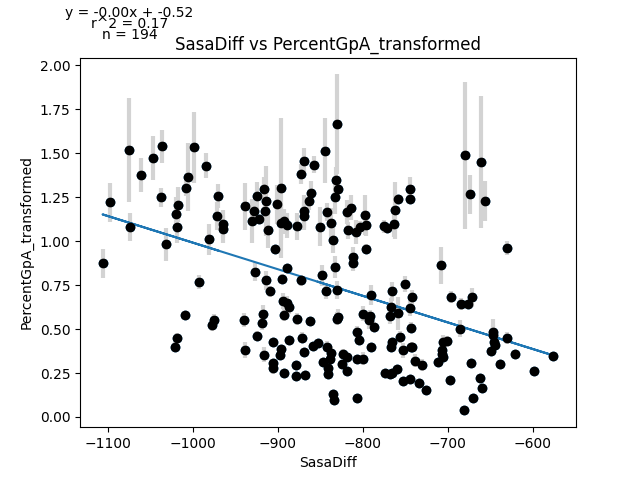 y = -0.00x + -0.52
r^2 = 0.17
n = 194
SasaDiff vs PercentGpA_transformed
2.00
1.75
1.50
1.25
1.00
0.75
0.50
0.25
0.00
PercentGpA_transformed
−1100 −1000 −900 −800 −700 −600
SasaDiff